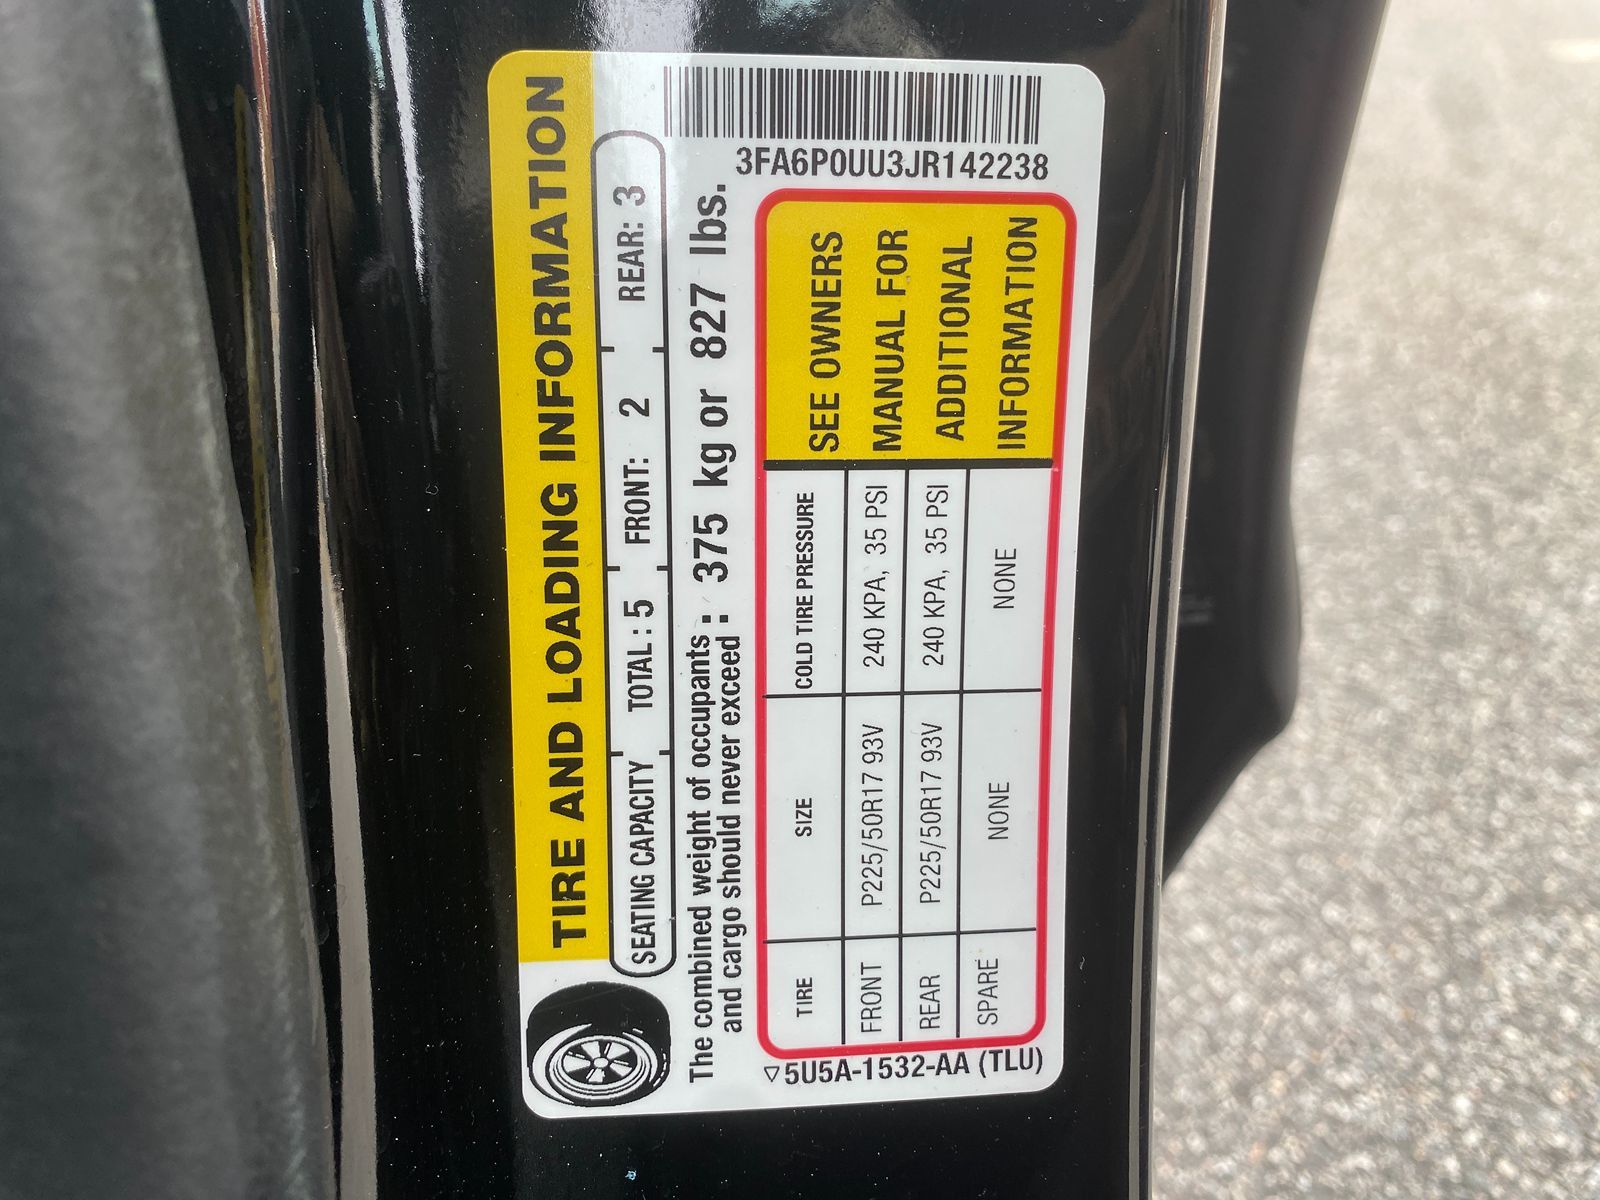 TIRE AND LOADING INFORMATION
SEATING CAPACITY TOTAL : 5 FRONT: 2 REAR: 3
The combined weight of occupants
and cargo should never exceed : 375 kg or 827 lbs.
3FA6P0UU3JR142238
TIRE SIZE COLD TIRE PRESSURE
FRONT P225/50R17 93V 240 KPA, 35 PSI
REAR P225/50R17 93V 240 KPA, 35 PSI
SPARE NONE NONE
SEE OWNERS
MANUAL FOR
ADDITIONAL
INFORMATION
▽5U5A-1532-AA (TLU)